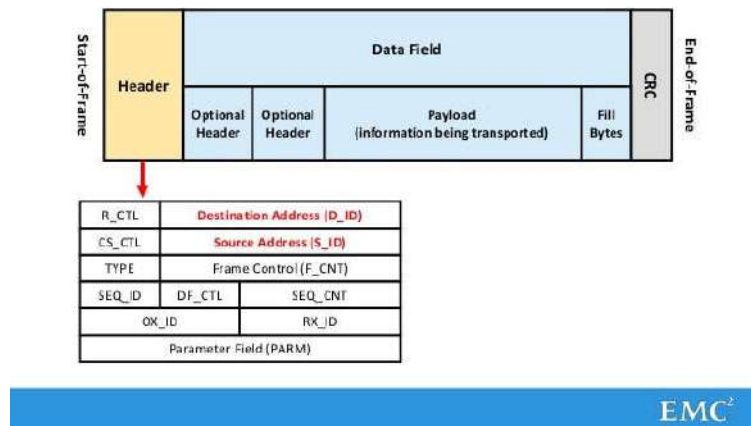 Start-of-Frame
Header
Data Field
CRC
End-of-Frame
Optional
Header
Optional
Header
Payload
(information being transported)
Fill
Bytes
R_CTL
Destination Address (D_ID)
CS_CTL
Source Address (S_ID)
TYPE
Frame Control (F_CNT)
SEQ_ID
DF_CTL
SEQ_CNT
OX_ID
RX_ID
Parameter Field (PARM)
EMC²